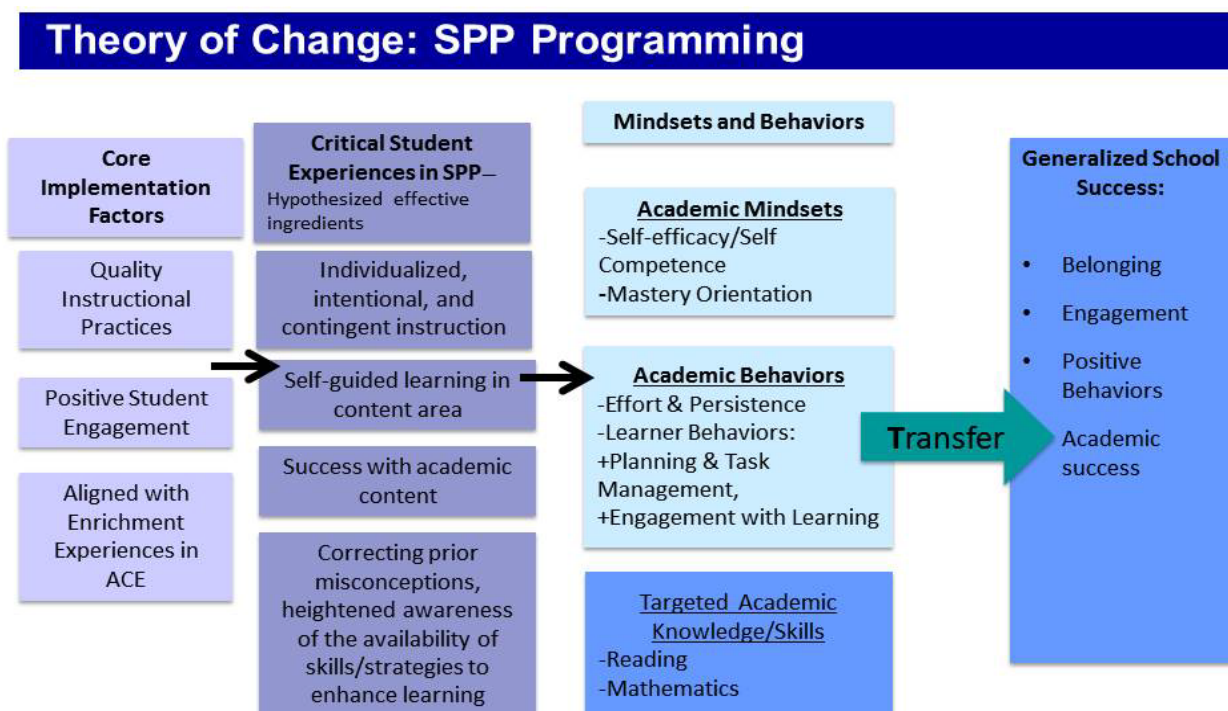 Theory of Change: SPP Programming
Core
Implementation
Factors
Quality
Instructional
Practices
Positive Student
Engagement
Aligned with
Enrichment
Experiences in
ACE
Critical Student
Experiences in SPP–
Hypothesized effective
ingredients
Individualized,
intentional, and
contingent instruction
Self-guided learning in
content area
Success with academic
content
Correcting prior
misconceptions,
heightened awareness
of the availability of
skills/strategies to
enhance learning
Mindsets and Behaviors
Academic Mindsets
-Self-efficacy/Self
Competence
-Mastery Orientation
Academic Behaviors
-Effort & Persistence
-Learner Behaviors:
+Planning & Task
Management,
+Engagement with Learning
Targeted Academic
Knowledge/Skills
-Reading
-Mathematics
Transfer
Generalized School
Success:
• Belonging
• Engagement
• Positive
Behaviors
• Academic
success